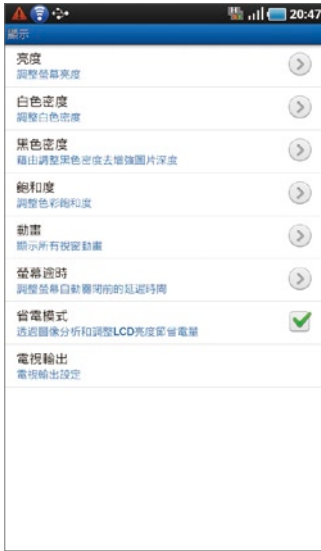 20:47
顯示
亮度
調整螢幕亮度
白色密度
調整白色密度
黑色密度
藉由調整黑色密度去增強圖片深度
飽和度
調整色彩飽和度
動畫
顯示所有視窗動畫
螢幕逾時
調整螢幕自動關閉前的延遲時間
省電模式
透過圖像分析和調整LCD亮度節省電量
電視輸出
電視輸出設定